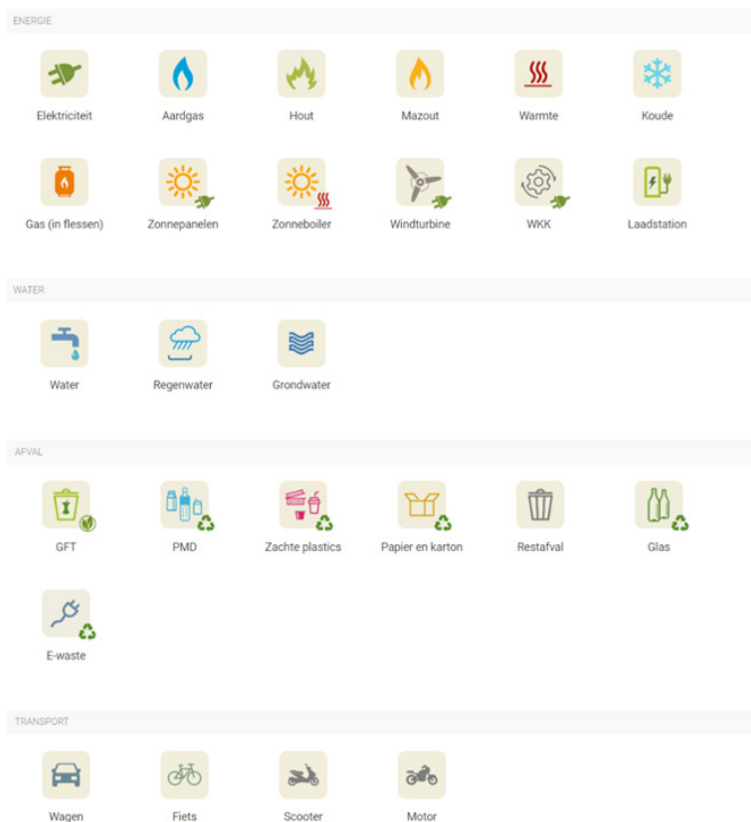 ENERGIE
Elektriciteit Aardgas Hout Mazout Warmte Koude
Gas (in flessen) Zonnepanelen Zonneboiler Windturbine WKK Laadstation
WATER
Water Regenwater Grondwater
AFVAL
GFT PMD Zachte plastics Papier en karton Restafval Glas
E-waste
TRANSPORT
Wagen Fiets Scooter Motor